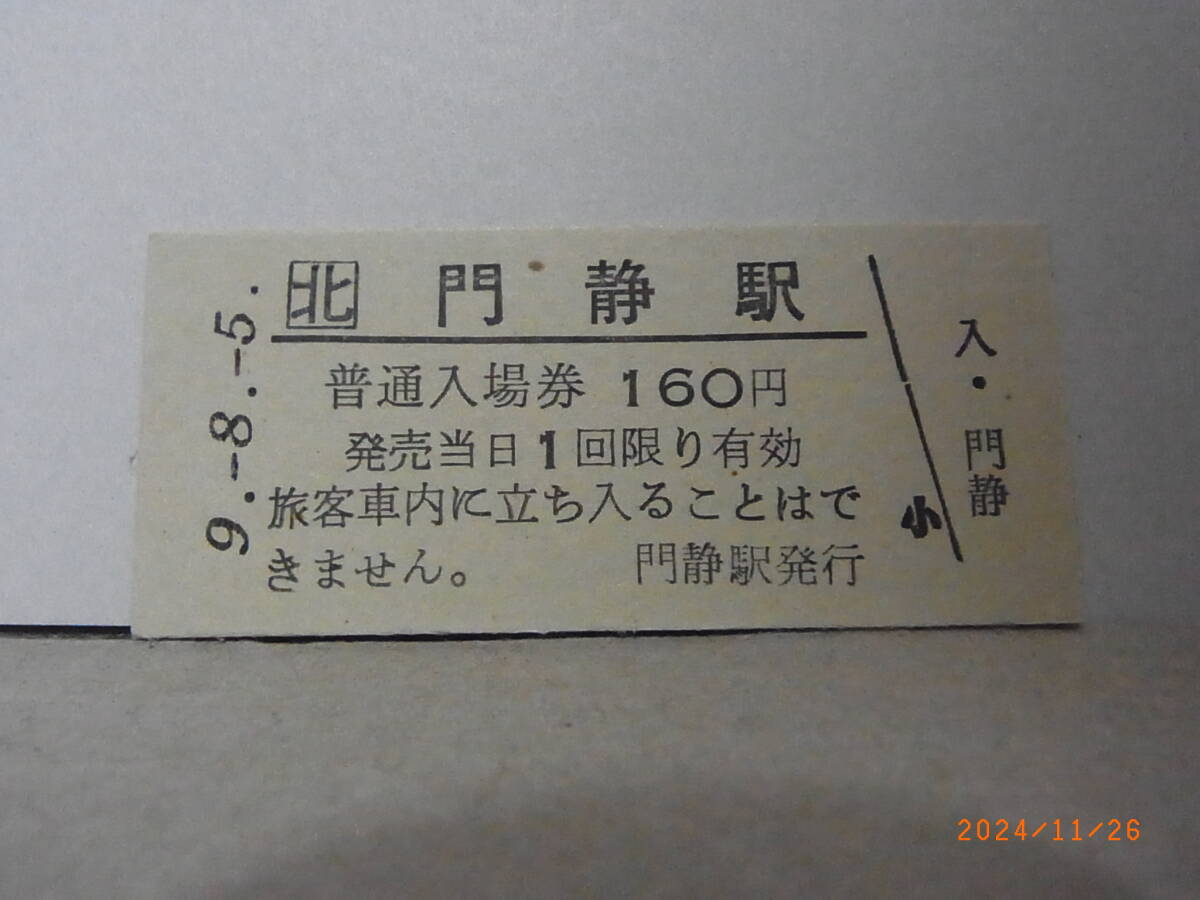 9.-8.-5.
北 門静駅
普通入場券 160円
発売当日1回限り有効
旅客車内に立ち入ることはで
きません。 門静駅発行
小
入・門静
2024/11/26